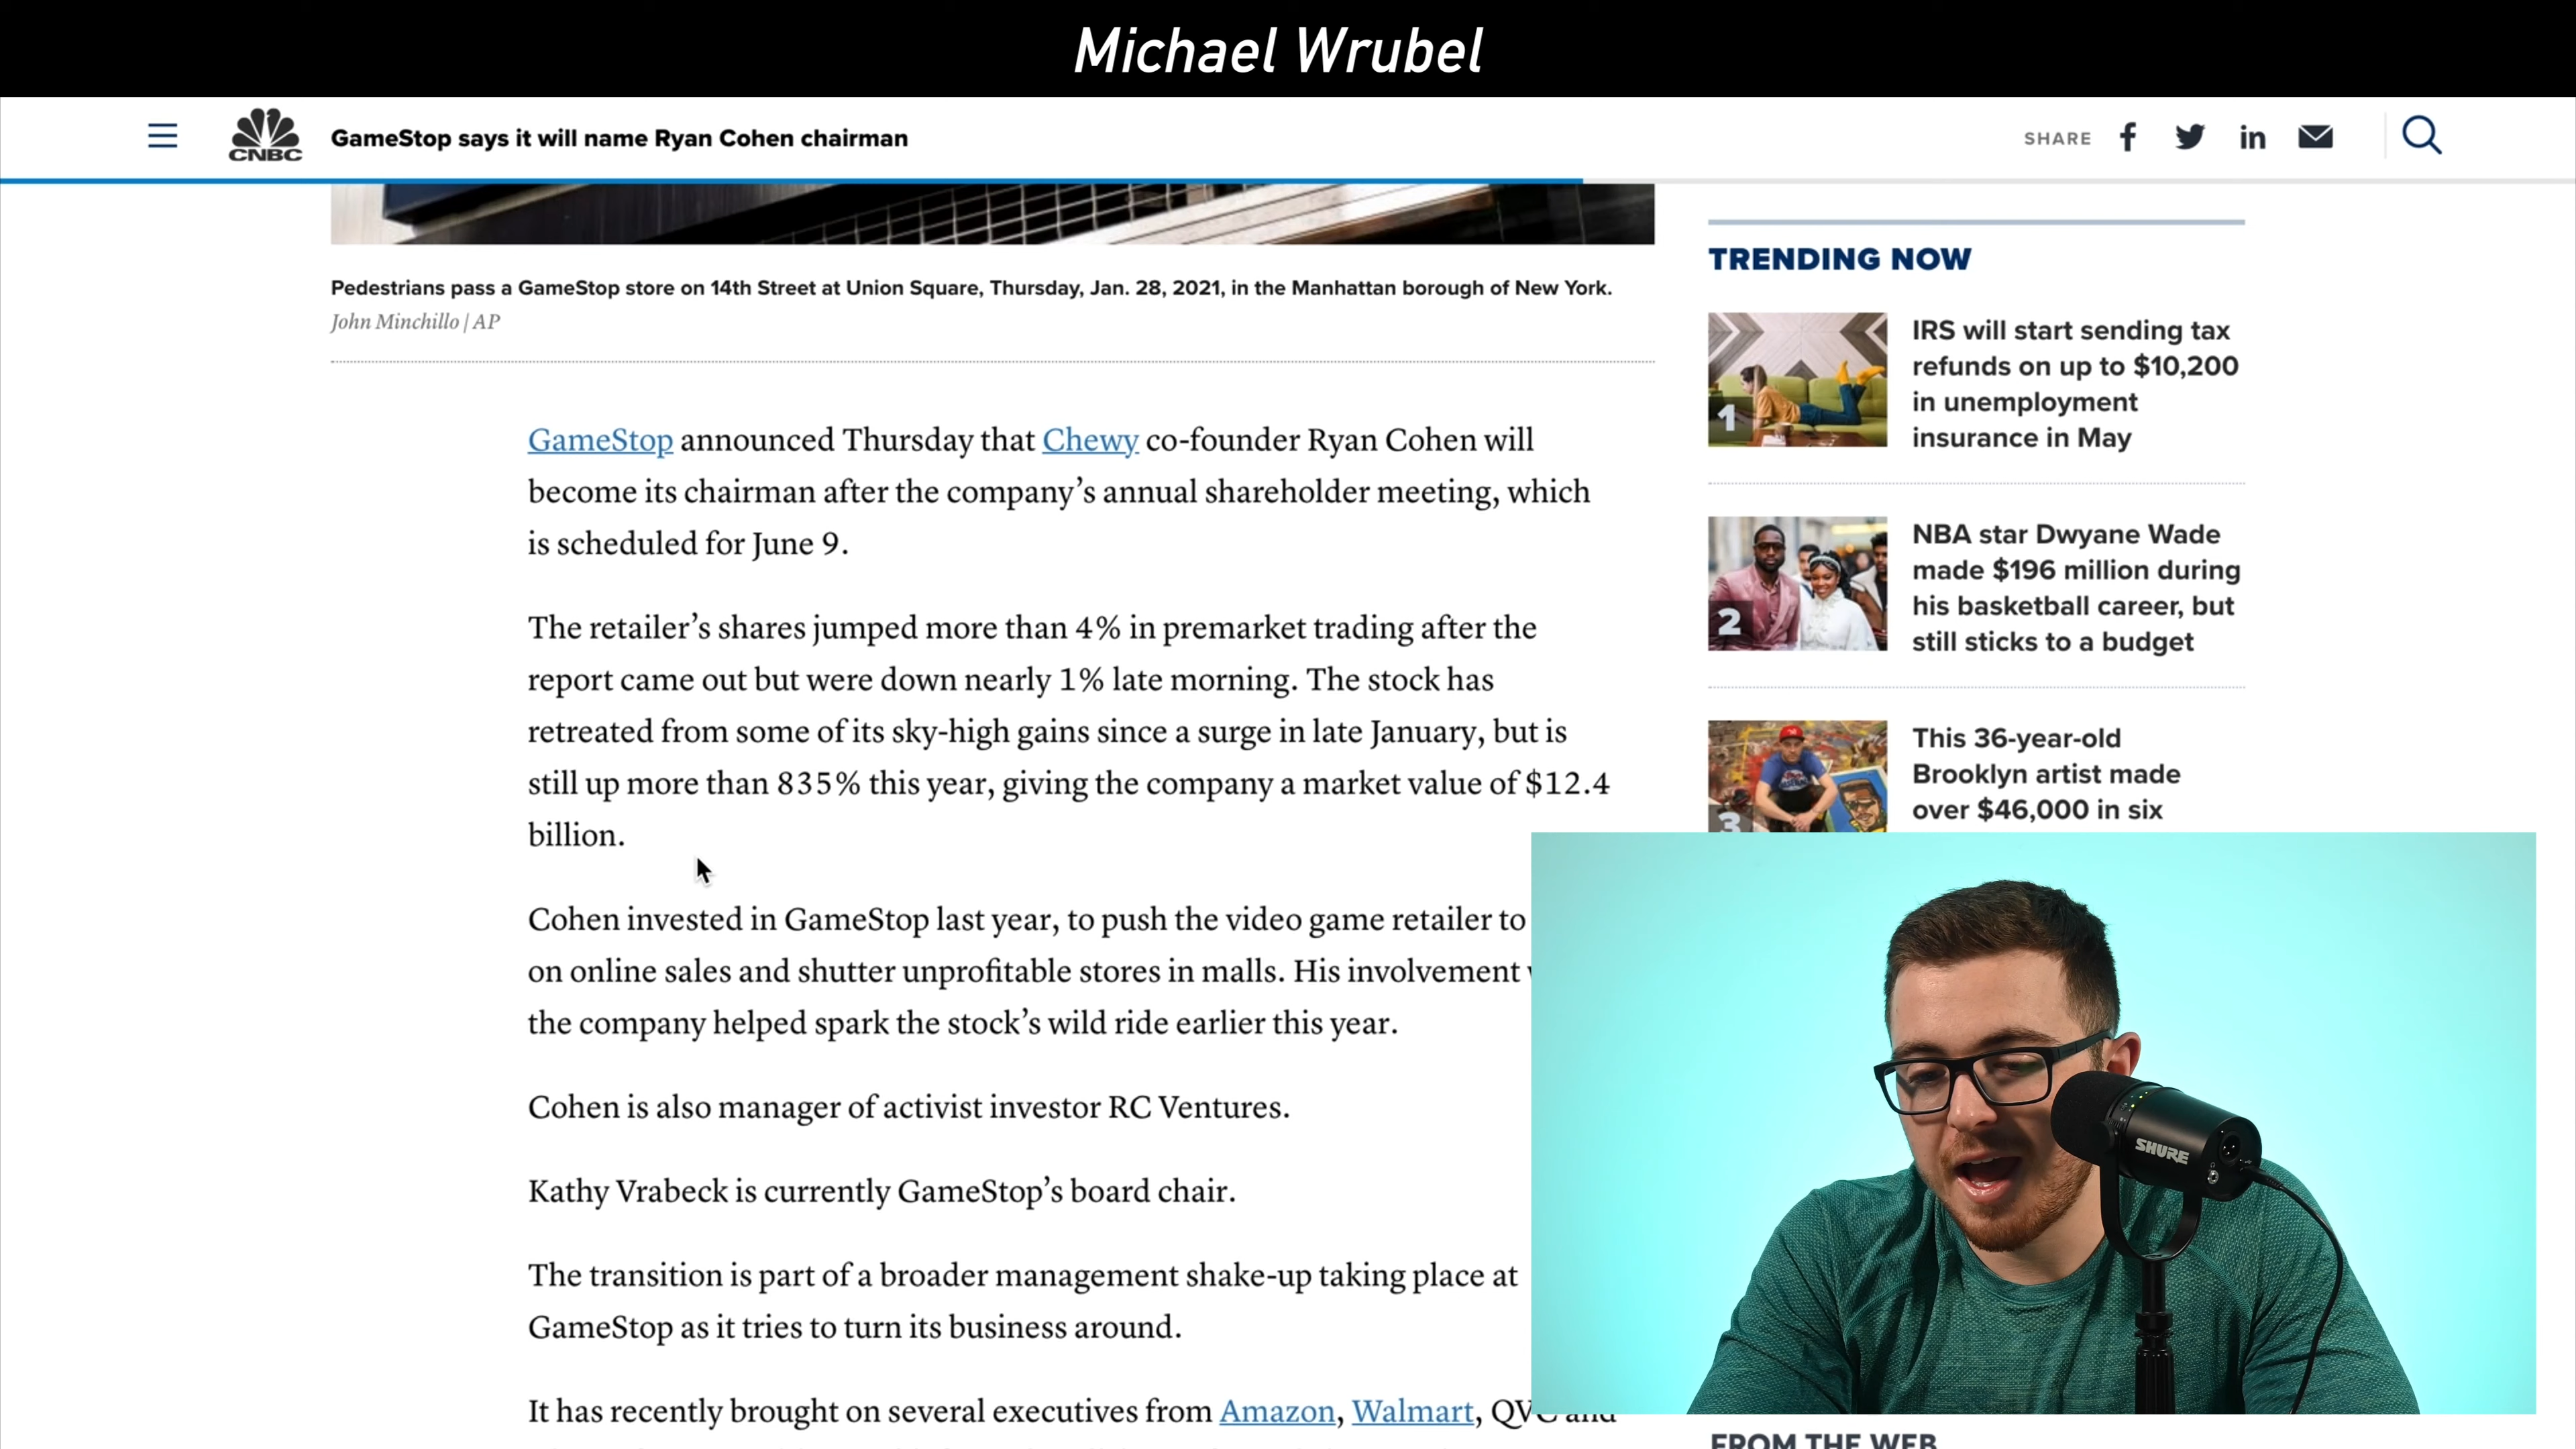 Michael Wrubel
CNBC
GameStop says it will name Ryan Cohen chairman
SHARE
Pedestrians pass a GameStop store on 14th Street at Union Square, Thursday, Jan. 28, 2021, in the Manhattan borough of New York.
John Minchillo | AP
GameStop announced Thursday that Chewy co-founder Ryan Cohen will
become its chairman after the company’s annual shareholder meeting, which
is scheduled for June 9.
The retailer’s shares jumped more than 4% in premarket trading after the
report came out but were down nearly 1% late morning. The stock has
retreated from some of its sky-high gains since a surge in late January, but is
still up more than 835% this year, giving the company a market value of $12.4
billion.
Cohen invested in GameStop last year, to push the video game retailer to
on online sales and shutter unprofitable stores in malls. His involvement
the company helped spark the stock’s wild ride earlier this year.
Cohen is also manager of activist investor RC Ventures.
Kathy Vrabeck is currently GameStop’s board chair.
The transition is part of a broader management shake-up taking place at
GameStop as it tries to turn its business around.
It has recently brought on several executives from Amazon, Walmart, QVC and
TRENDING NOW
1
IRS will start sending tax
refunds on up to $10,200
in unemployment
insurance in May
2
NBA star Dwyane Wade
made $196 million during
his basketball career, but
still sticks to a budget
3
This 36-year-old
Brooklyn artist made
over $46,000 in six
SHURE
FROM THE WEB